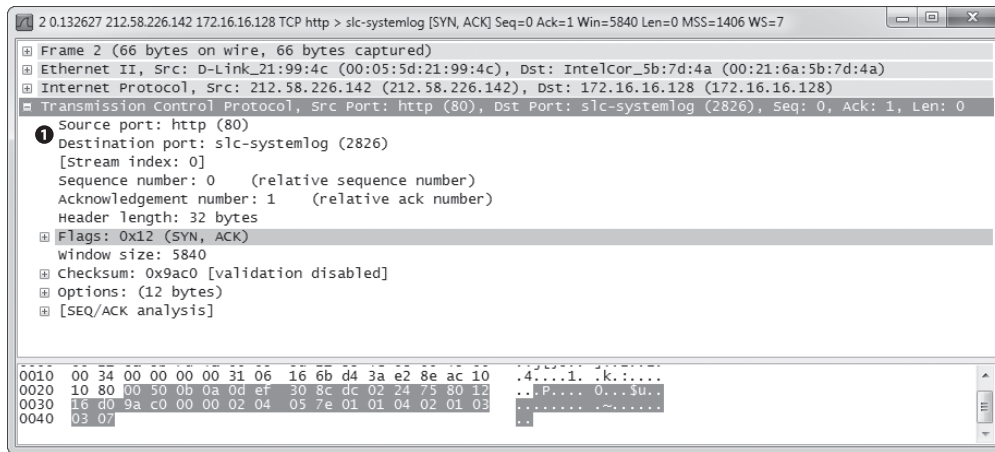 2 0.132627 212.58.226.142 172.16.16.128 TCP http > slc-systemlog [SYN, ACK] Seq=0 Ack=1 Win=5840 Len=0 MSS=1406 WS=7
Frame 2 (66 bytes on wire, 66 bytes captured)
Ethernet II, Src: D-Link_21:99:4c (00:05:5d:21:99:4c), Dst: IntelCor_5b:7d:4a (00:21:6a:5b:7d:4a)
Internet Protocol, Src: 212.58.226.142 (212.58.226.142), Dst: 172.16.16.128 (172.16.16.128)
Transmission Control Protocol, Src Port: http (80), Dst Port: slc-systemlog (2826), Seq: 0, Ack: 1, Len: 0
Source port: http (80)
1
Destination port: slc-systemlog (2826)
[Stream index: 0]
Sequence number: 0 (relative sequence number)
Acknowledgement number: 1 (relative ack number)
Header length: 32 bytes
Flags: 0x12 (SYN, ACK)
Window size: 5840
Checksum: 0x9ac0 [validation disabled]
Options: (12 bytes)
[SEQ/ACK analysis]
0010 00 34 00 00 00 00 31 06 16 6b d4 3a e2 8e ac 10 .4....1. .k.:....
0020 10 80 00 50 0b 0a 0d ef 30 8c dc 02 24 75 80 12 ...P.... 0...$u..
0030 16 d0 9a c0 00 00 02 04 05 7e 01 01 04 02 01 03 ........ .~......
0040 03 07 ..